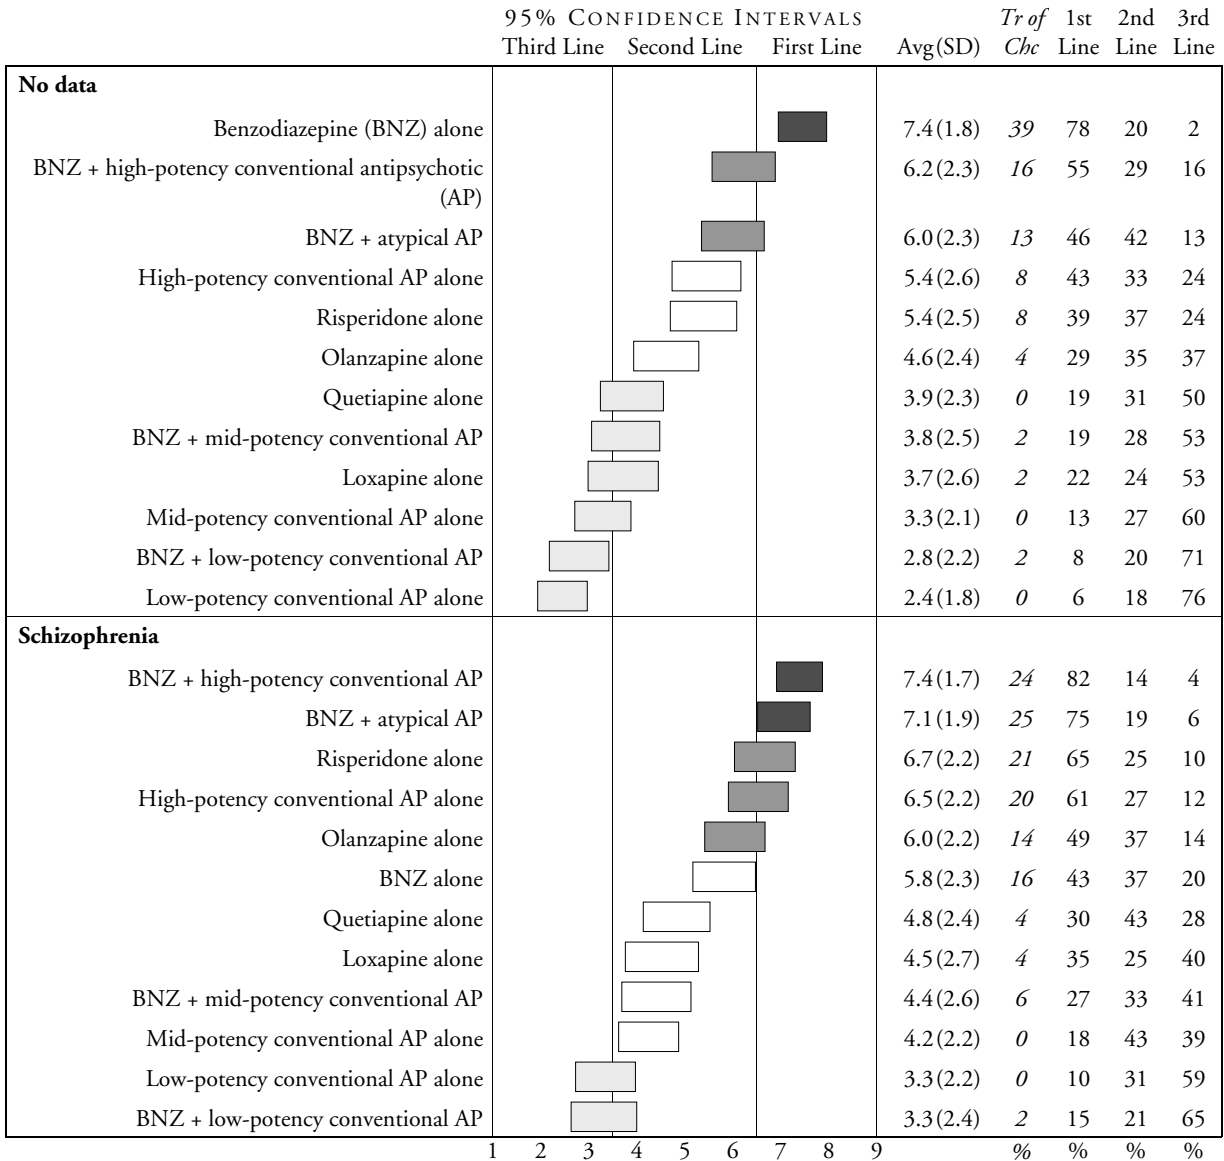 95% CONFIDENCE INTERVALS Tr of 1st 2nd 3rd
Third Line Second Line First Line Avg(SD) Chc Line Line Line
No data
Benzodiazepine (BNZ) alone 7.4(1.8) 39 78 20 2
BNZ + high-potency conventional antipsychotic 6.2(2.3) 16 55 29 16
(AP)
BNZ + atypical AP 6.0(2.3) 13 46 42 13
High-potency conventional AP alone 5.4(2.6) 8 43 33 24
Risperidone alone 5.4(2.5) 8 39 37 24
Olanzapine alone 4.6(2.4) 4 29 35 37
Quetiapine alone 3.9(2.3) 0 19 31 50
BNZ + mid-potency conventional AP 3.8(2.5) 2 19 28 53
Loxapine alone 3.7(2.6) 2 22 24 53
Mid-potency conventional AP alone 3.3(2.1) 0 13 27 60
BNZ + low-potency conventional AP 2.8(2.2) 2 8 20 71
Low-potency conventional AP alone 2.4(1.8) 0 6 18 76
Schizophrenia
BNZ + high-potency conventional AP 7.4(1.7) 24 82 14 4
BNZ + atypical AP 7.1(1.9) 25 75 19 6
Risperidone alone 6.7(2.2) 21 65 25 10
High-potency conventional AP alone 6.5(2.2) 20 61 27 12
Olanzapine alone 6.0(2.2) 14 49 37 14
BNZ alone 5.8(2.3) 16 43 37 20
Quetiapine alone 4.8(2.4) 4 30 43 28
Loxapine alone 4.5(2.7) 4 35 25 40
BNZ + mid-potency conventional AP 4.4(2.6) 6 27 33 41
Mid-potency conventional AP alone 4.2(2.2) 0 18 43 39
Low-potency conventional AP alone 3.3(2.2) 0 10 31 59
BNZ + low-potency conventional AP 3.3(2.4) 2 15 21 65
1 2 3 4 5 6 7 8 9 % % % %